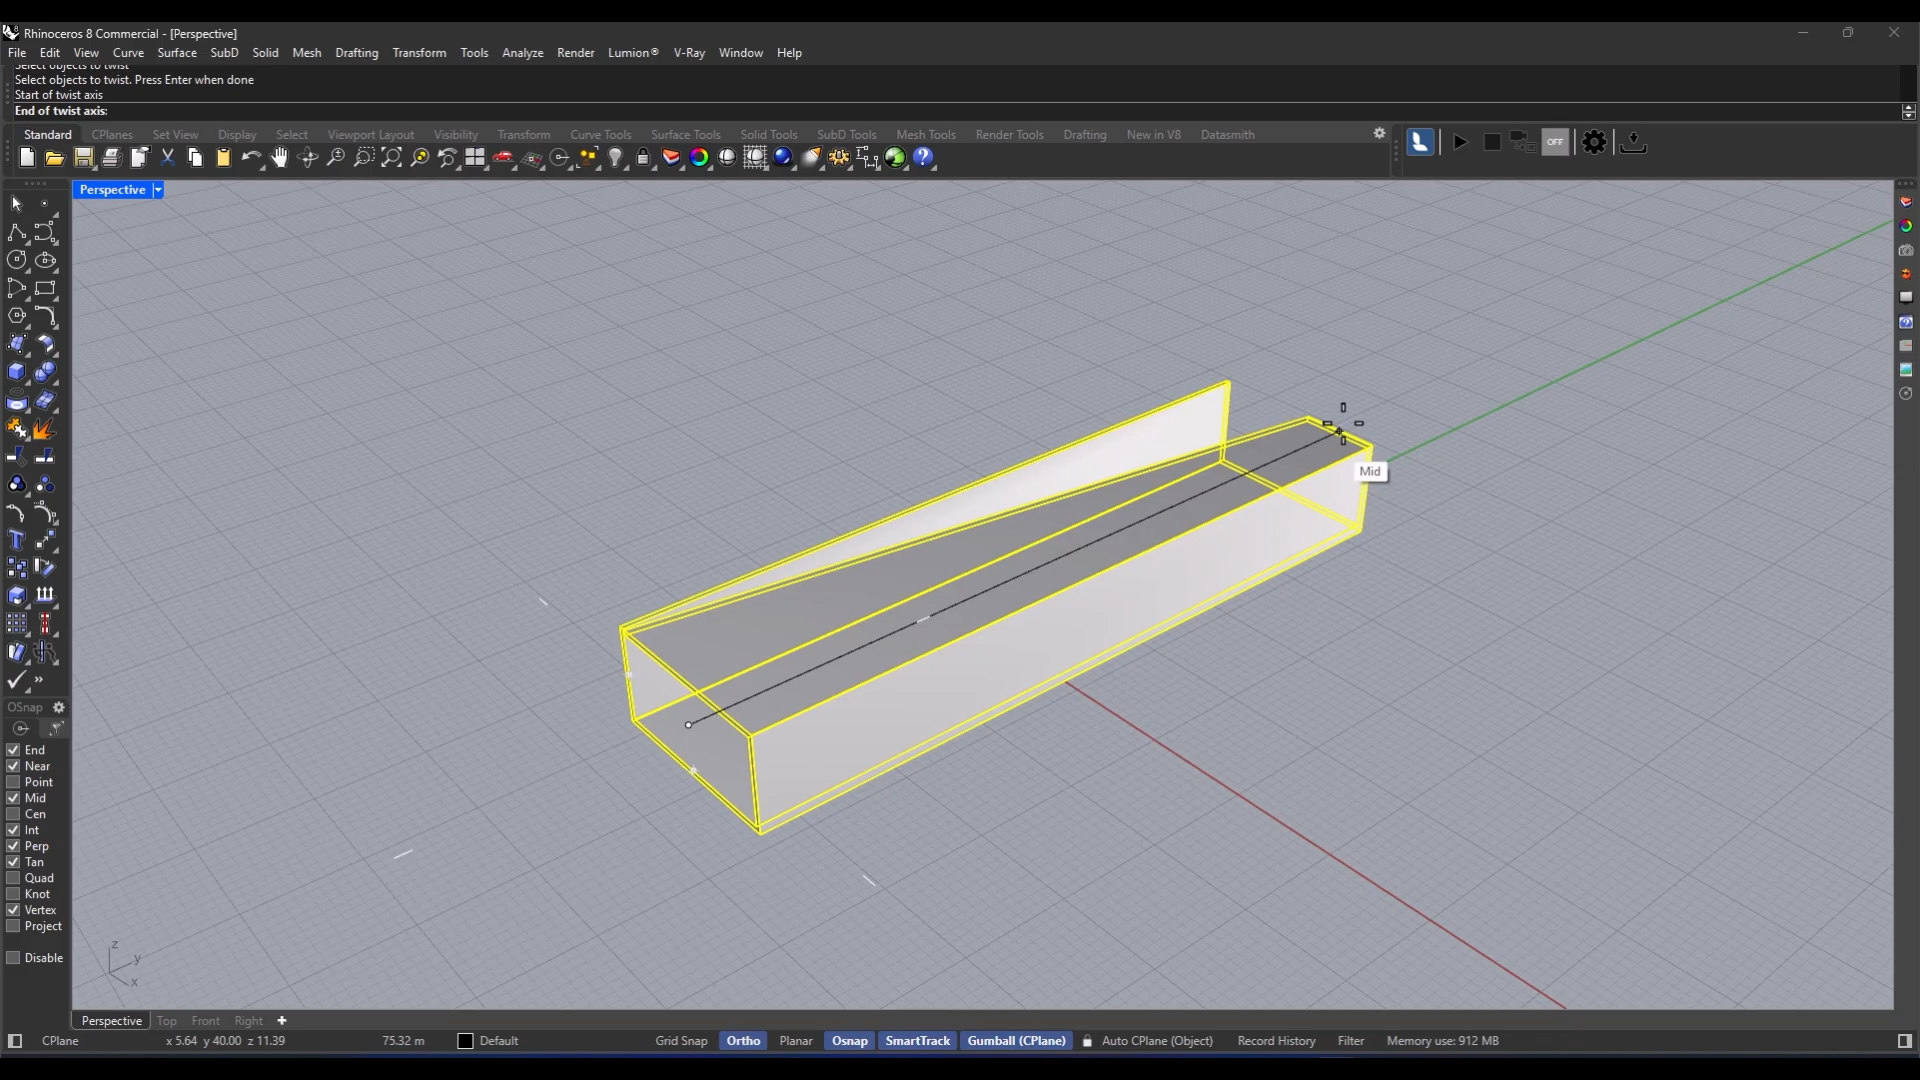 Rhinoceros 8 Commercial - [Perspective]
File Edit View Curve Surface SubD Solid Mesh Drafting Transform Tools Analyze Render Lumion® V-Ray Window Help
Select objects to twist
Select objects to twist. Press Enter when done
Start of twist axis
End of twist axis:
Standard CPlanes Set View Display Select Viewport Layout Visibility Transform Curve Tools Surface Tools Solid Tools SubD Tools Mesh Tools Render Tools Drafting New in V8 Datasmith
OFF
Perspective
Mid
OSnap
End
Near
Point
Mid
Cen
Int
Perp
Tan
Quad
Knot
Vertex
Project
Disable
z
y
x
Perspective Top Front Right
CPlane x 5.64 y 40.00 z 11.39 75.32 m Default Grid Snap Ortho Planar Osnap SmartTrack Gumball (CPlane) Auto CPlane (Object) Record History Filter Memory use: 912 MB